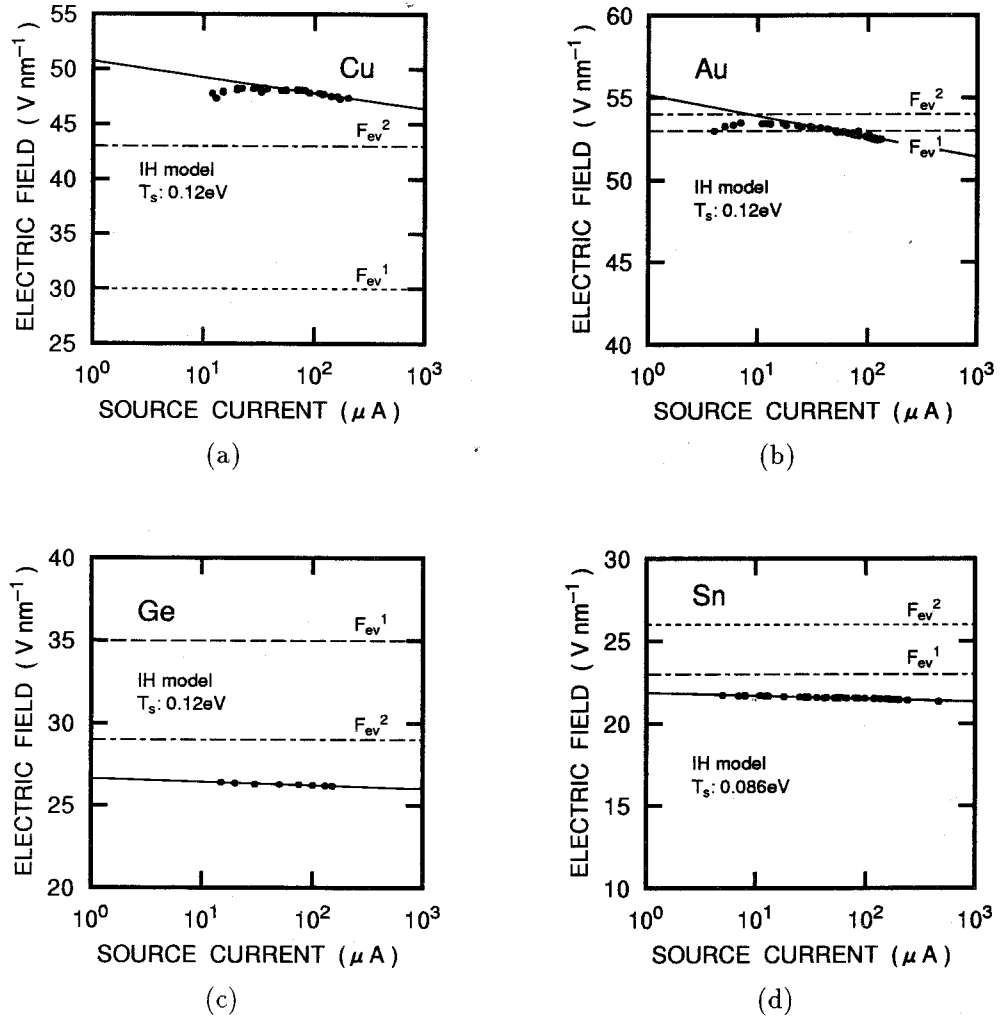 ELECTRIC FIELD ( V nm⁻¹ )
55
50
45
40
35
30
25
Cu
F_ev²
IH model
T_s: 0.12eV
F_ev¹
10⁰ 10¹ 10² 10³
SOURCE CURRENT ( μ A )
(a)
ELECTRIC FIELD ( V nm⁻¹ )
60
55
50
45
40
Au
F_ev²
F_ev¹
IH model
T_s: 0.12eV
10⁰ 10¹ 10² 10³
SOURCE CURRENT ( μ A )
(b)
ELECTRIC FIELD ( V nm⁻¹ )
40
35
30
25
20
Ge
F_ev¹
IH model
T_s: 0.12eV
F_ev²
10⁰ 10¹ 10² 10³
SOURCE CURRENT ( μ A )
(c)
ELECTRIC FIELD ( V nm⁻¹ )
30
25
20
15
10
Sn
F_ev²
F_ev¹
IH model
T_s: 0.086eV
10⁰ 10¹ 10² 10³
SOURCE CURRENT ( μ A )
(d)